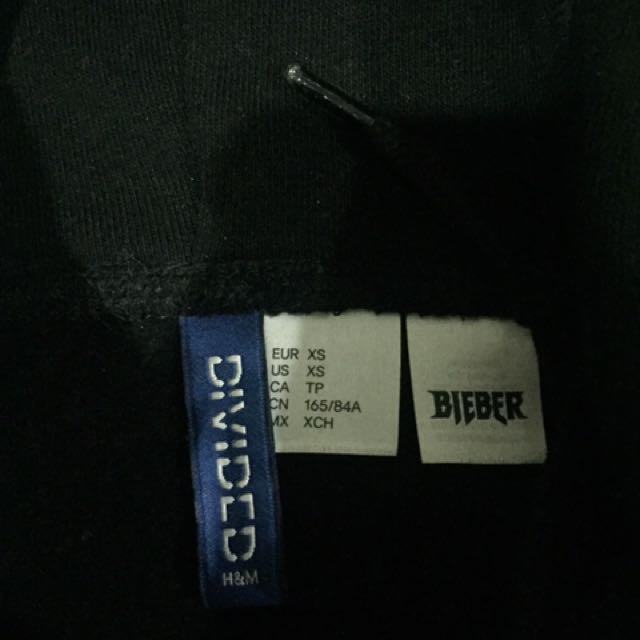 DIVIDED
H&M
EUR XS
US XS
CA TP
CN 165/84A
MX XCH
BIEBER